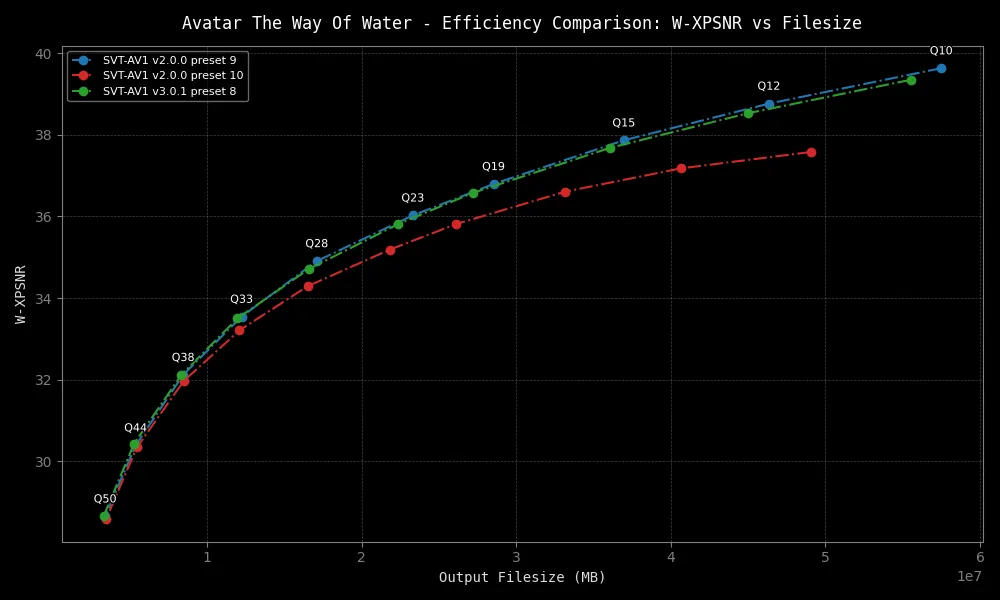 Avatar The Way Of Water - Efficiency Comparison: W-XPSNR vs Filesize
SVT-AV1 v2.0.0 preset 9
SVT-AV1 v2.0.0 preset 10
SVT-AV1 v3.0.1 preset 8
Q10
Q12
Q15
Q19
Q23
Q28
Q33
Q38
Q44
Q50
40
38
36
34
32
30
W-XPSNR
1 2 3 4 5 6
1e7
Output Filesize (MB)